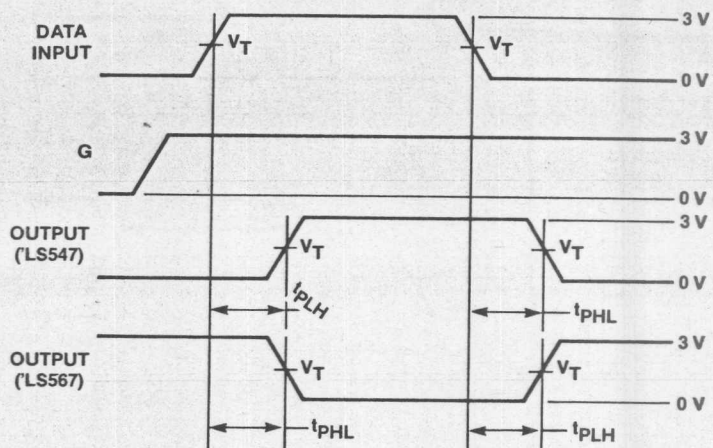 DATA
INPUT
V_T
V_T
3 V
0 V
G
3 V
0 V
OUTPUT
('LS547)
V_T
V_T
3 V
0 V
t_PLH
t_PHL
OUTPUT
('LS567)
V_T
V_T
3 V
0 V
t_PHL
t_PLH